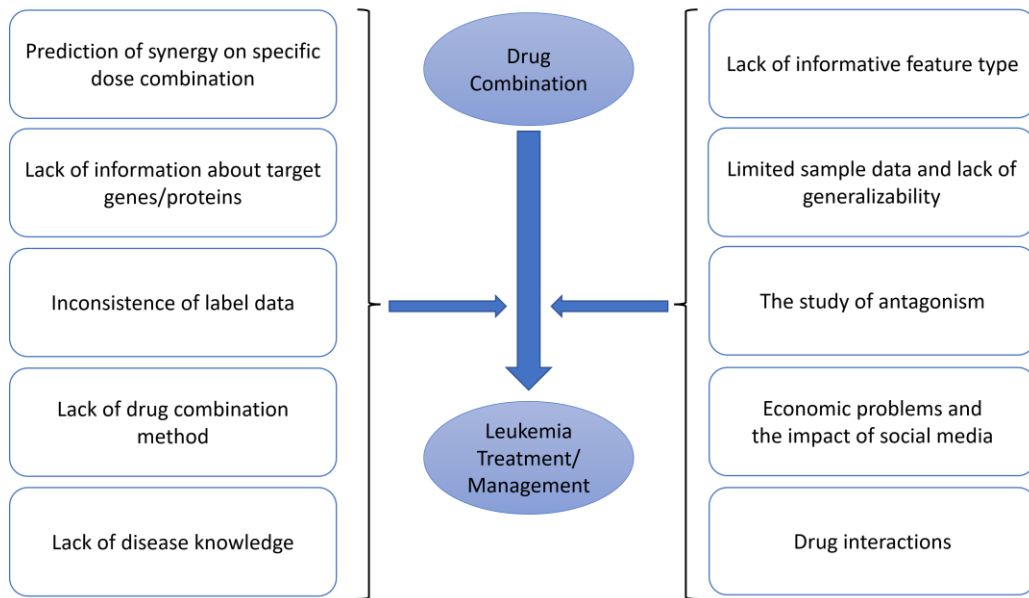 Prediction of synergy on specific
dose combination
Lack of information about target
genes/proteins
Inconsistence of label data
Lack of drug combination
method
Lack of disease knowledge
Drug
Combination
Leukemia
Treatment/
Management
Lack of informative feature type
Limited sample data and lack of
generalizability
The study of antagonism
Economic problems and
the impact of social media
Drug interactions